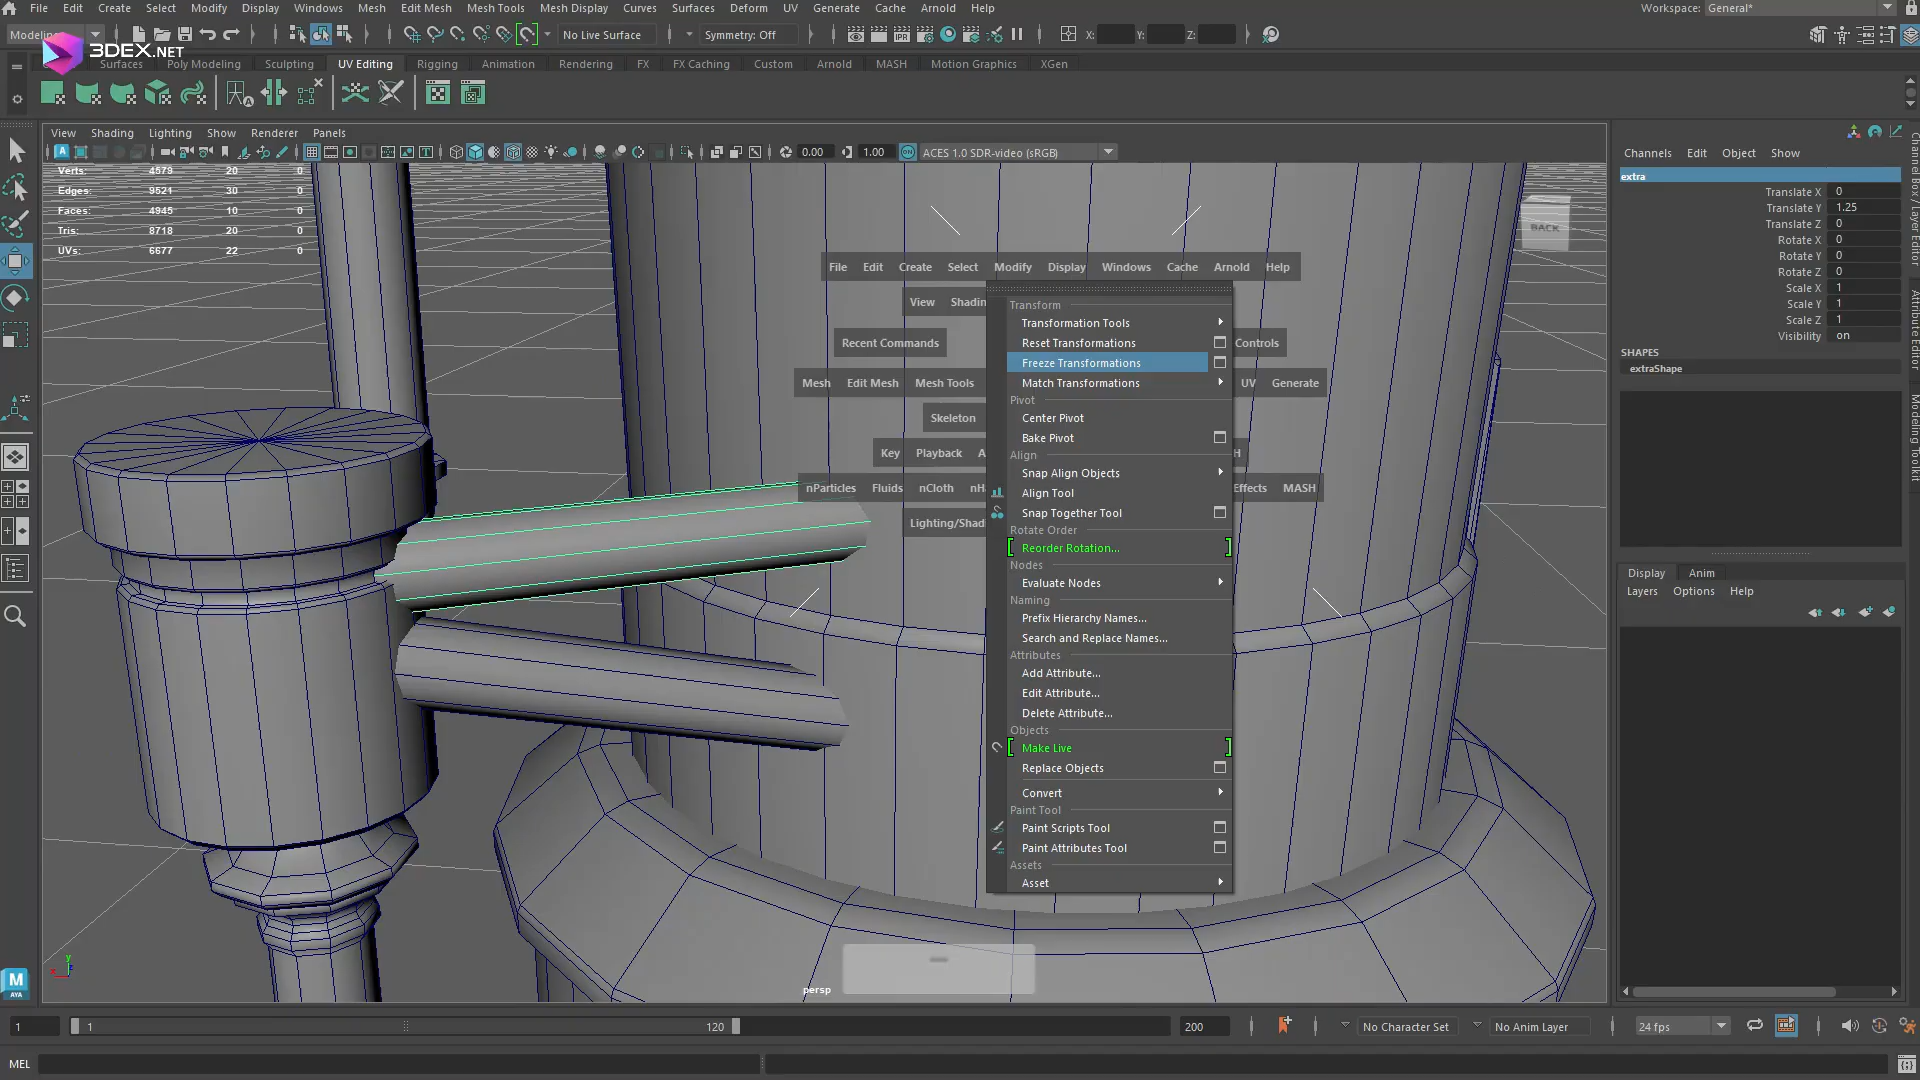 File Edit Create Select Modify Display Windows Mesh Edit Mesh Mesh Tools Mesh Display Curves Surfaces Deform UV Generate Cache Arnold Help Workspace: General*
No Live Surface Symmetry: Off X: Y: Z:
3DEX.NET
Surfaces Poly Modeling Sculpting UV Editing Rigging Animation Rendering FX FX Caching Custom Arnold MASH Motion Graphics XGen
View Shading Lighting Show Renderer Panels
0.00 1.00 ACES 1.0 SDR-video (sRGB)
Verts: 4579 20 0
Edges: 9521 30 0
Faces: 4945 10 0
Tris: 8718 20 0
UVs: 6677 22 0
BACK
File Edit Create Select Modify Display Windows Cache Arnold Help
View
Recent Commands Controls
Mesh Edit Mesh Mesh Tools UV Generate
Skeleton
Key Playback
nParticles Fluids nCloth Effects MASH
Transform
Transformation Tools
Reset Transformations
Freeze Transformations
Match Transformations
Pivot
Center Pivot
Bake Pivot
Align
Snap Align Objects
Align Tool
Snap Together Tool
Rotate Order
Reorder Rotation...
Nodes
Evaluate Nodes
Naming
Prefix Hierarchy Names...
Search and Replace Names...
Attributes
Add Attribute...
Edit Attribute...
Delete Attribute...
Objects
Make Live
Replace Objects
Convert
Paint Tool
Paint Scripts Tool
Paint Attributes Tool
Assets
Asset
persp
Channels Edit Object Show
extra
Translate X 0
Translate Y 1.25
Translate Z 0
Rotate X 0
Rotate Y 0
Rotate Z 0
Scale X 1
Scale Y 1
Scale Z 1
Visibility on
SHAPES
extraShape
Display Anim
Layers Options Help
Channel Box / Layer Editor
Attribute Editor
Modeling Toolkit
1 1 120 200 No Character Set No Anim Layer 24 fps
MEL